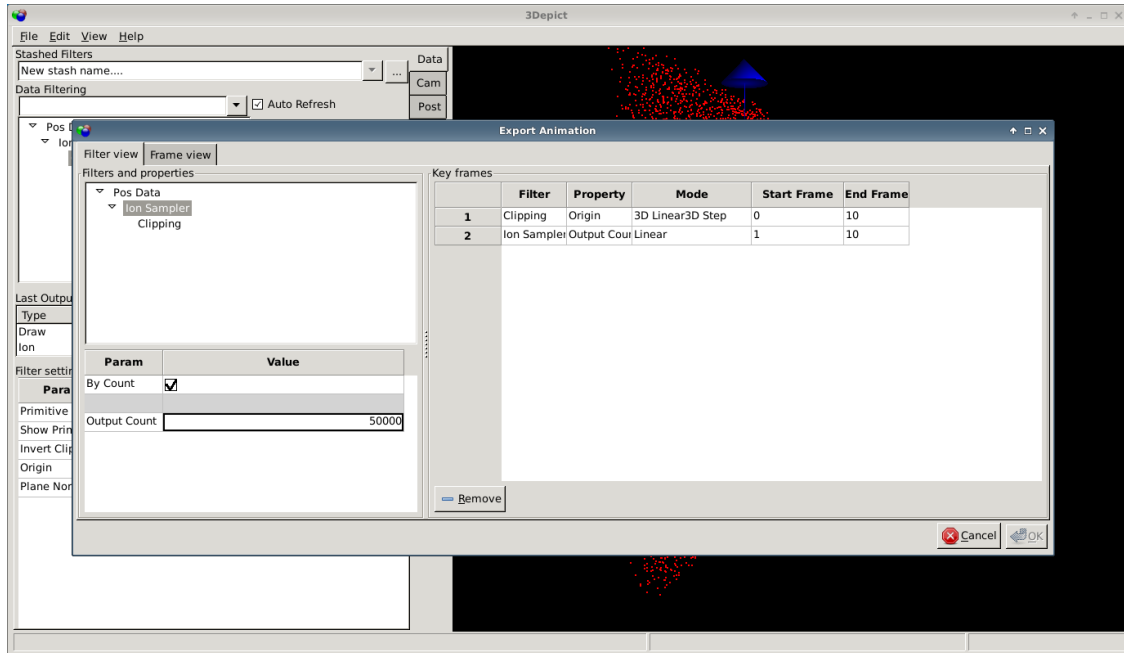 3Depict
File Edit View Help
Stashed Filters
New stash name....
...
Data
Data Filtering
Cam
Auto Refresh
Post
Pos
Export Animation
Filter view Frame view
Filters and properties
Pos Data
Ion Sampler
Clipping
Key frames
Filter Property Mode Start Frame End Frame
1 Clipping Origin 3D Linear3D Step 0 10
2 Ion Sampler Output Cour Linear 1 10
Last Outpu
Type
Draw
Ion
Filter settin
Para
Primitive
Show Prin
Invert Clip
Origin
Plane Nor
Param Value
By Count
Output Count 50000
Remove
Cancel OK